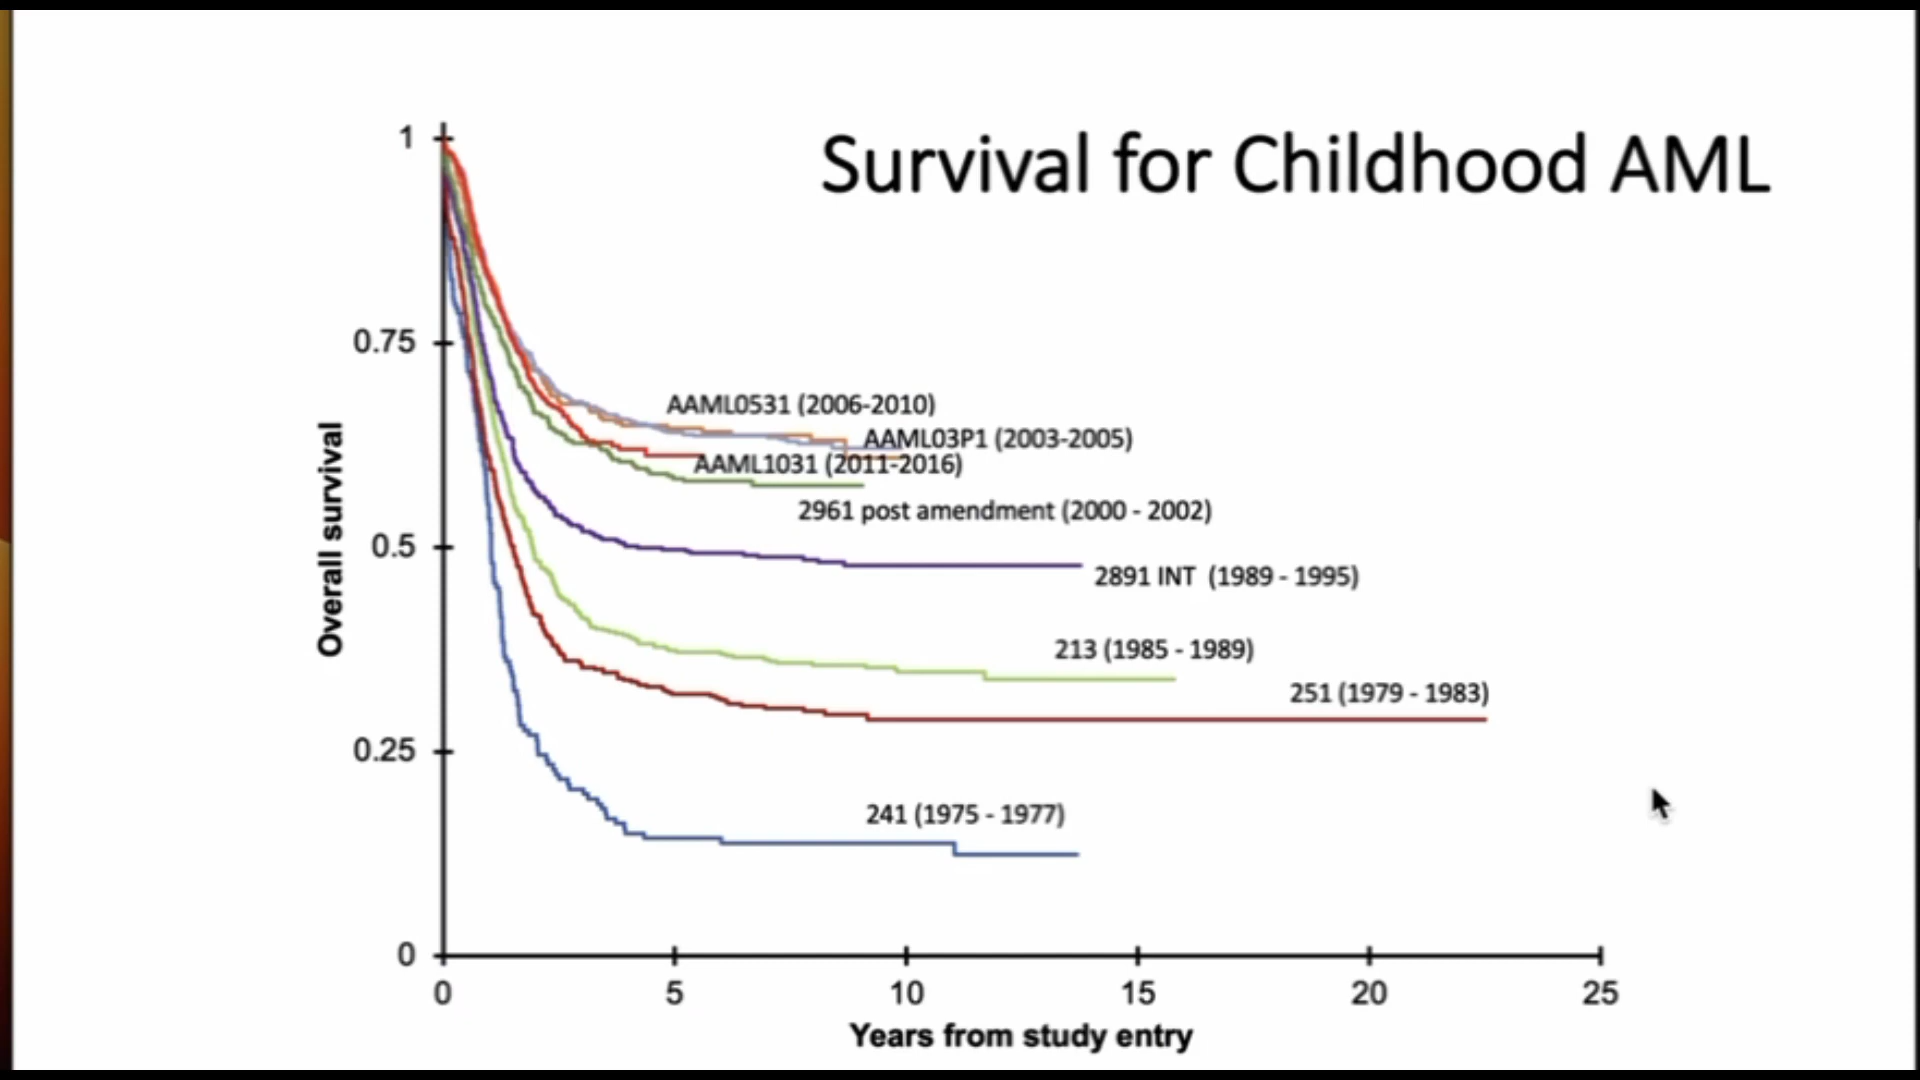 Survival for Childhood AML
1
0.75
0.5
0.25
0
Overall survival
AAML0531 (2006-2010)
AAML03P1 (2003-2005)
AAML1031 (2011-2016)
2961 post amendment (2000 - 2002)
2891 INT (1989 - 1995)
213 (1985 - 1989)
251 (1979 - 1983)
241 (1975 - 1977)
0 5 10 15 20 25
Years from study entry